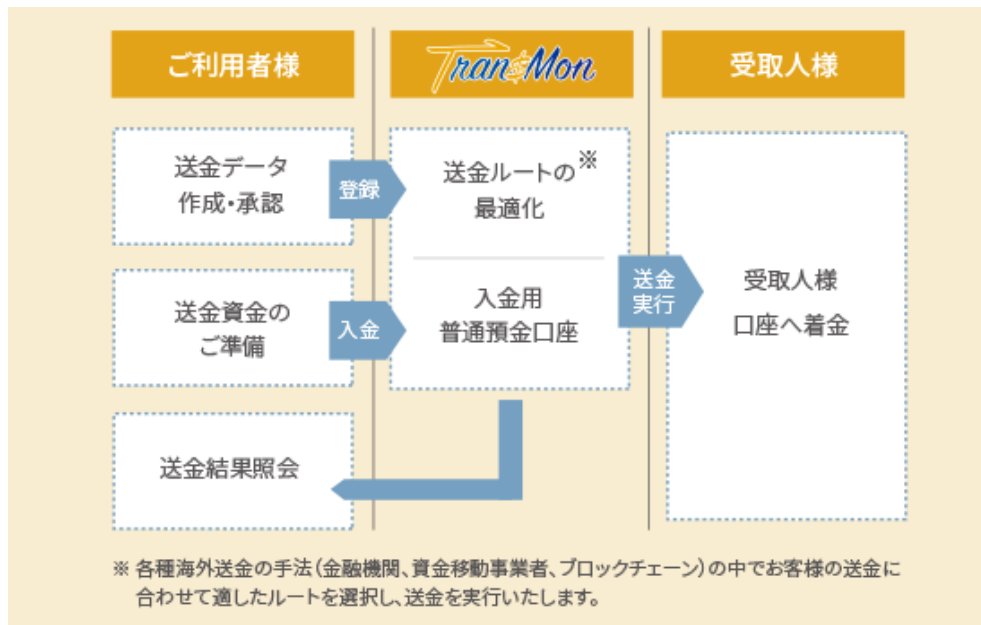 ご利用者様
Tran$Mon
受取人様
送金データ
作成・承認
登録
送金ルートの※
最適化
送金資金の
ご準備
入金
入金用
普通預金口座
送金
実行
受取人様
口座へ着金
送金結果照会
※ 各種海外送金の手法（金融機関、資金移動事業者、ブロックチェーン）の中でお客様の送金に
合わせて適したルートを選択し、送金を実行いたします。